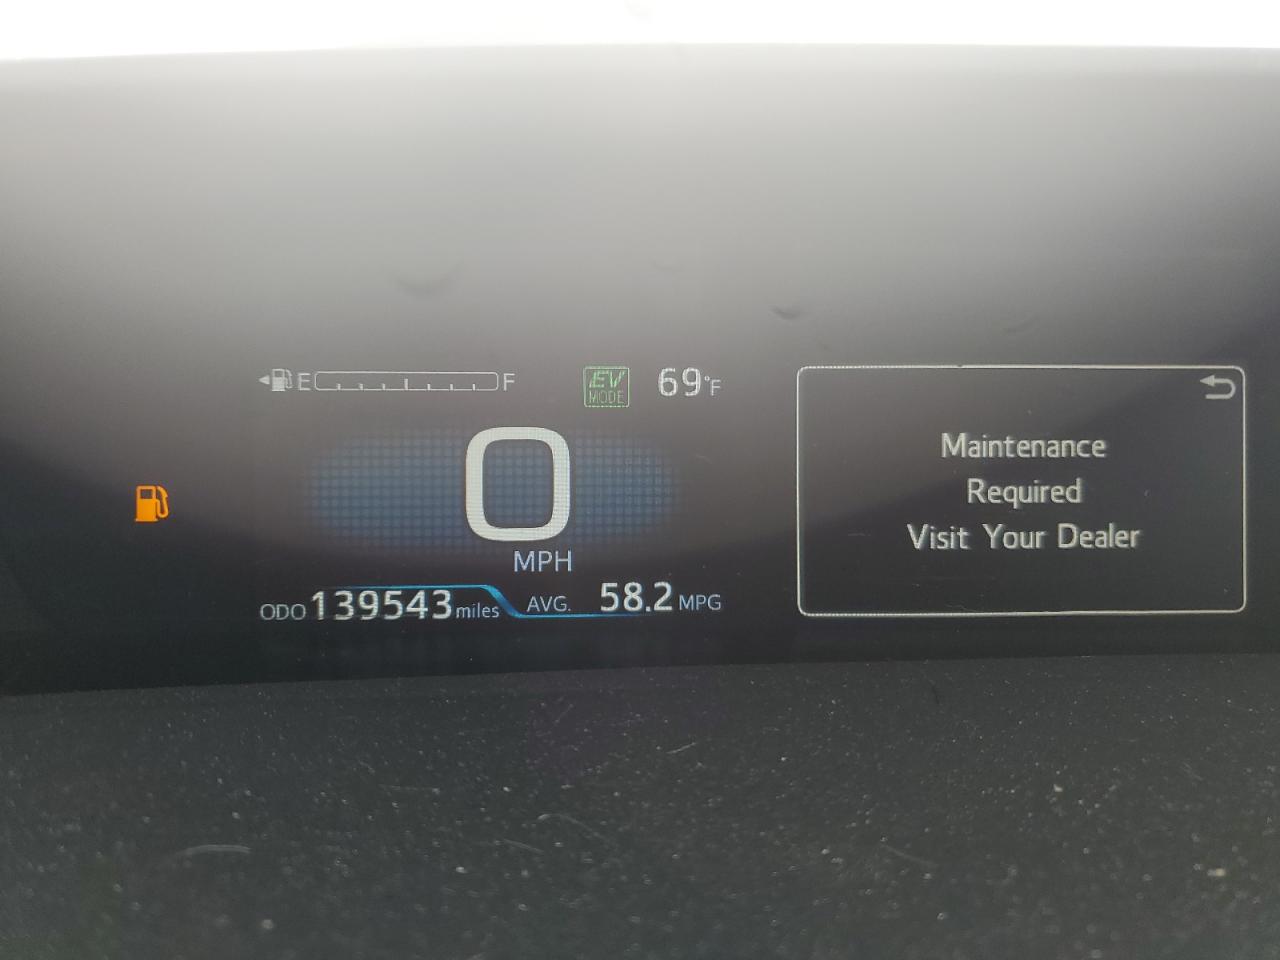 E F
EV
MODE
69°F
0
MPH
ODO 139543 miles
AVG. 58.2 MPG
Maintenance
Required
Visit Your Dealer